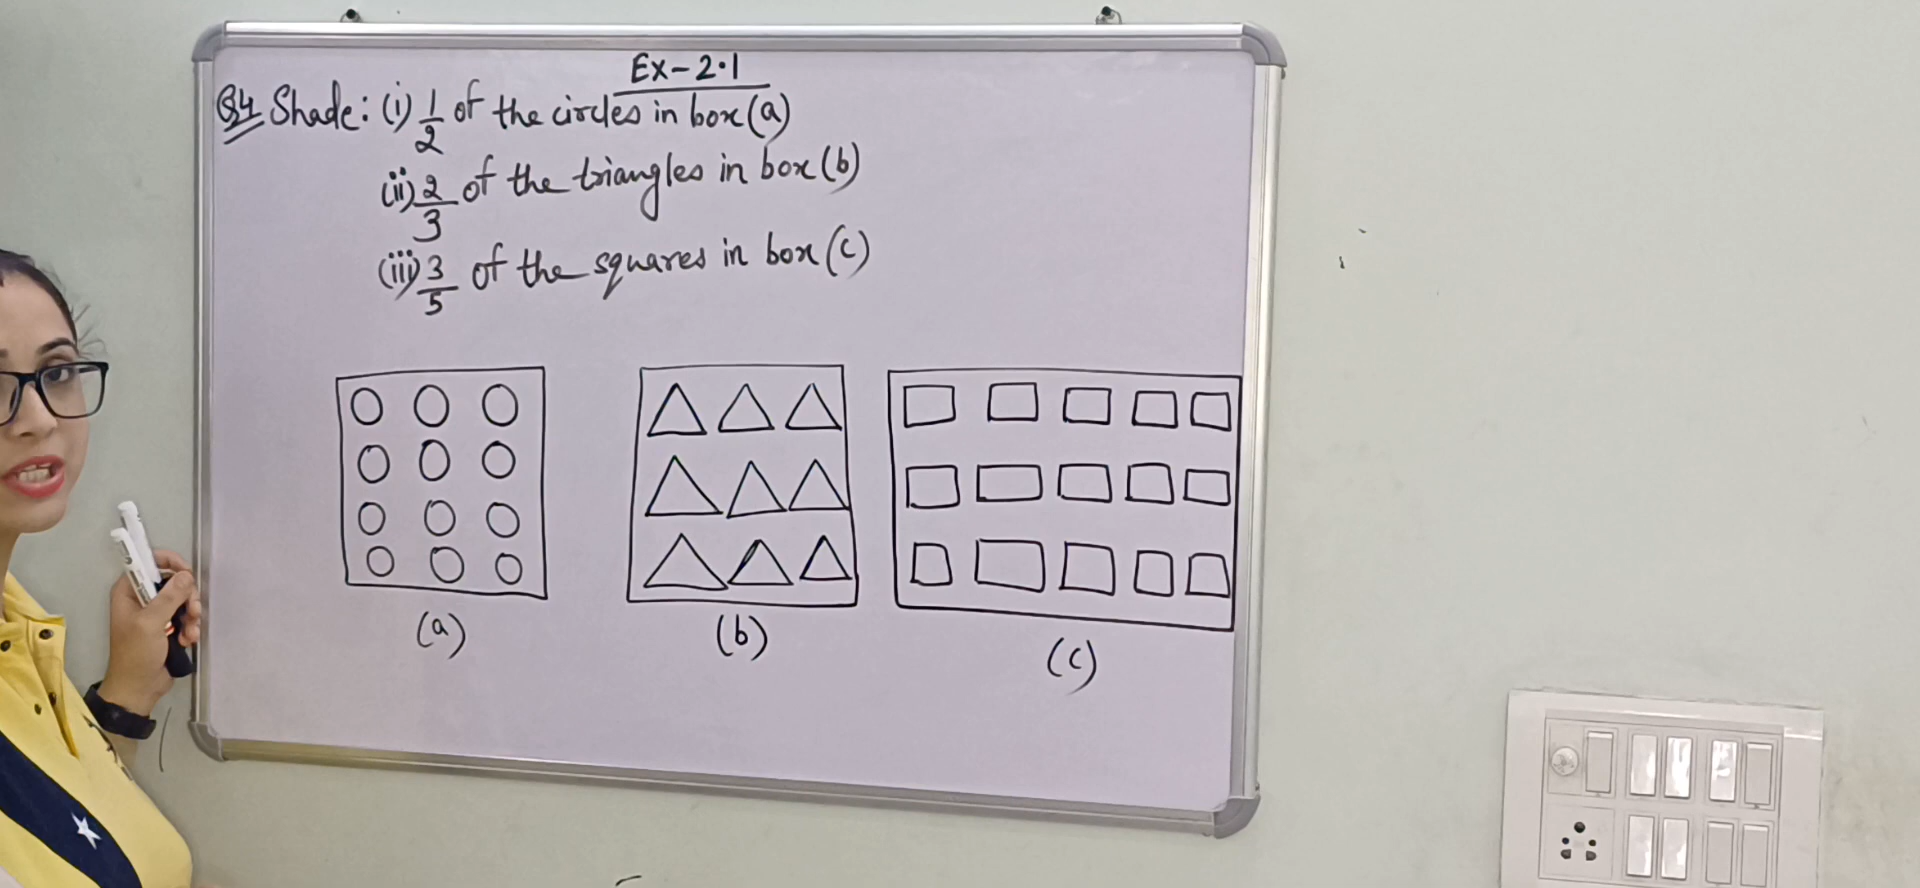 Ex-2.1
Q4 Shade: (i) 1/2 of the circles in box (a)
(ii) 2/3 of the triangles in box (b)
(iii) 3/5 of the squares in box (c)
(a) (b) (c)